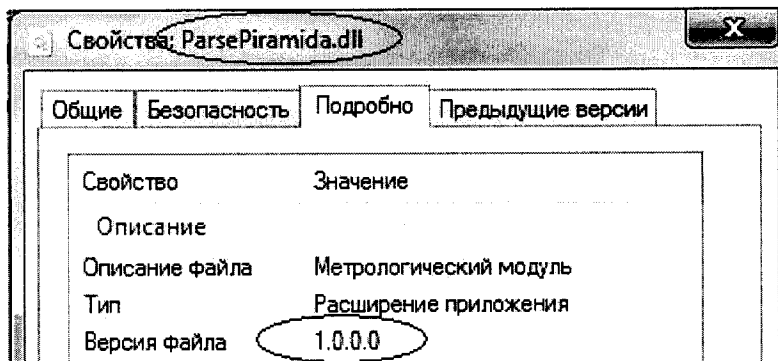 Свойства: ParsePiramida.dll
X
Общие Безопасность Подробно Предыдущие версии
Свойство Значение
Описание
Описание файла Метрологический модуль
Тип Расширение приложения
Версия файла 1.0.0.0